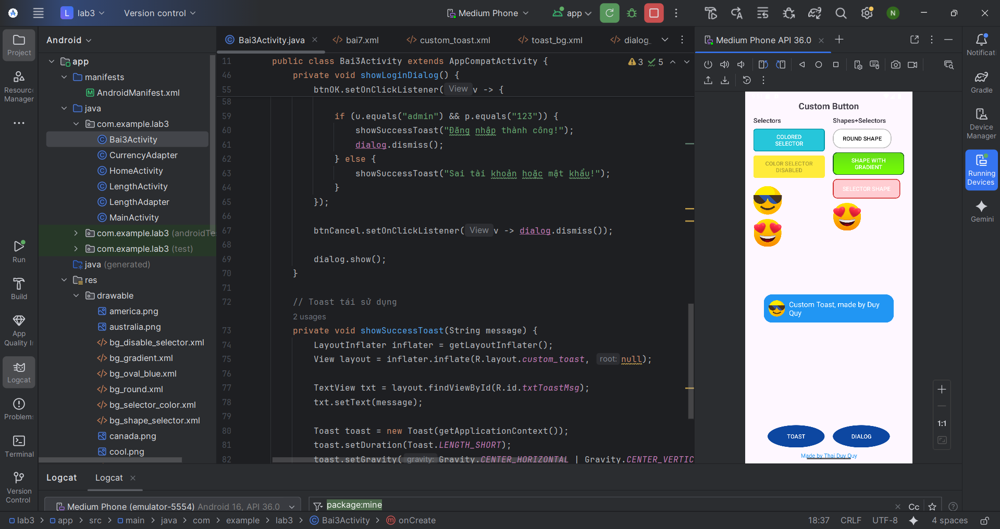 L lab3 Version control Medium Phone app N
Project
Resourc
Manager
Run
Build
App
Quality I
Logcat
Problem
Terminal
Version
Control
Android
app
manifests
M AndroidManifest.xml
java
com.example.lab3
C Bai3Activity
C CurrencyAdapter
C HomeActivity
C LengthActivity
C LengthAdapter
C MainActivity
com.example.lab3 (androidTe
com.example.lab3 (test)
java (generated)
res
drawable
america.png
australia.png
bg_disable_selector.xml
bg_gradient.xml
bg_oval_blue.xml
bg_round.xml
bg_selector_color.xml
bg_shape_selector.xml
canada.png
cool.png
C Bai3Activity.java </> bai7.xml </> custom_toast.xml </> toast_bg.xml </> dialog_
11 public class Bai3Activity extends AppCompatActivity { 3 5
46 private void showLoginDialog() {
55 btnOK.setOnClickListener( View v -> {
58
59 if (u.equals("admin") && p.equals("123")) {
60 showSuccessToast("Đăng nhập thành công!");
61 dialog.dismiss();
62 } else {
63 showSuccessToast("Sai tài khoản hoặc mật khẩu!");
64 }
65 });
66
67 btnCancel.setOnClickListener( View v -> dialog.dismiss());
68
69 dialog.show();
70 }
71
72 // Toast tái sử dụng
2 usages
73 private void showSuccessToast(String message) {
74 LayoutInflater inflater = getLayoutInflater();
75 View layout = inflater.inflate(R.layout.custom_toast, root: null);
76
77 TextView txt = layout.findViewById(R.id.txtToastMsg);
78 txt.setText(message);
79
80 Toast toast = new Toast(getApplicationContext());
81 toast.setDuration(Toast.LENGTH_SHORT);
82 toast.setGravity( gravity: Gravity.CENTER_HORIZONTAL | Gravity.CENTER_VERTIC
Medium Phone API 36.0
Custom Button
Selectors Shapes+Selectors
COLORED
SELECTOR
ROUND SHAPE
COLOR SELECTOR
DISABLED
SHAPE WITH
GRADIENT
SELECTOR SHAPE
Custom Toast, made by Duy
Quy
TOAST DIALOG
Made by Thai Duy Quy
1:1
Notificat
Gradle
Device
Manager
Running
Devices
Gemini
Logcat Logcat
Medium Phone (emulator-5554) Android 16, API 36.0 package:mine Cc
lab3 > app > src > main > java > com > example > lab3 > C Bai3Activity > m onCreate 18:37 CRLF UTF-8 4 spaces